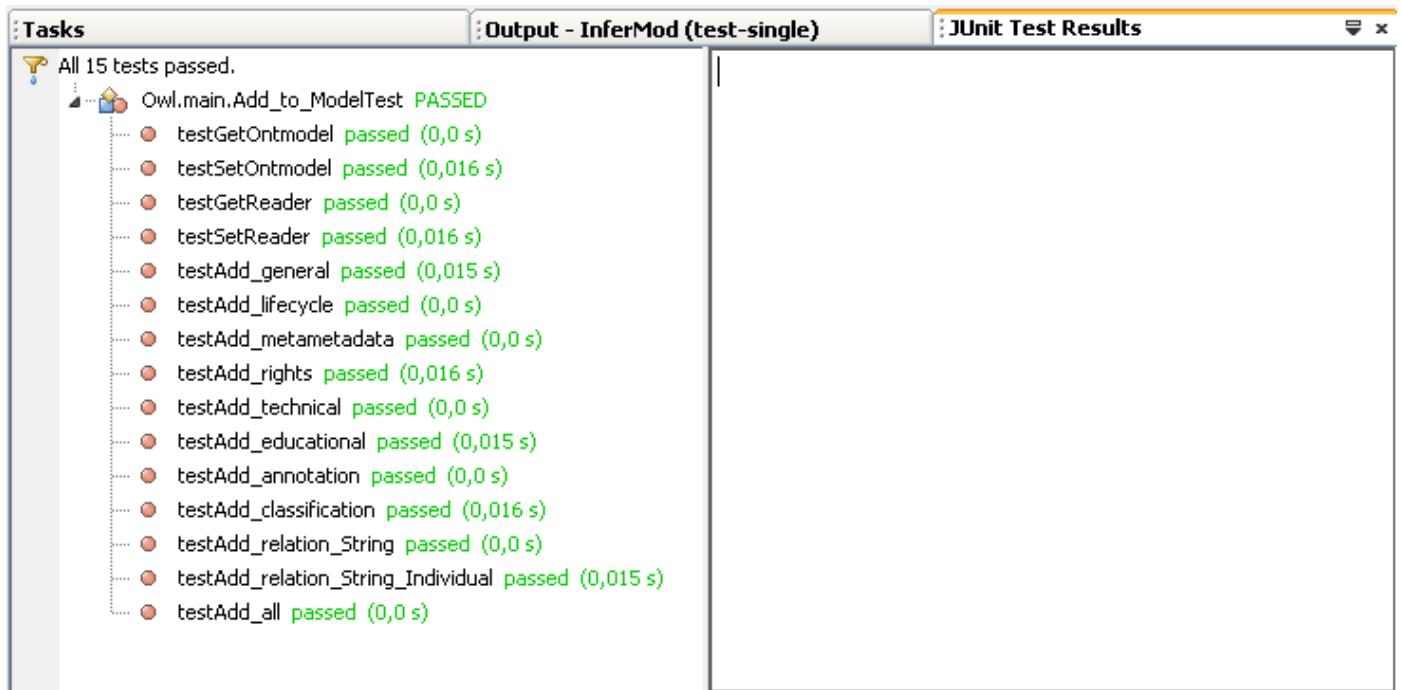 Tasks
Output - InferMod (test-single)
JUnit Test Results
All 15 tests passed.
Owl.main.Add_to_ModelTest PASSED
testGetOntmodel passed (0,0 s)
testSetOntmodel passed (0,016 s)
testGetReader passed (0,0 s)
testSetReader passed (0,016 s)
testAdd_general passed (0,015 s)
testAdd_lifecycle passed (0,0 s)
testAdd_metametadata passed (0,0 s)
testAdd_rights passed (0,016 s)
testAdd_technical passed (0,0 s)
testAdd_educational passed (0,015 s)
testAdd_annotation passed (0,0 s)
testAdd_classification passed (0,016 s)
testAdd_relation_String passed (0,0 s)
testAdd_relation_String_Individual passed (0,015 s)
testAdd_all passed (0,0 s)